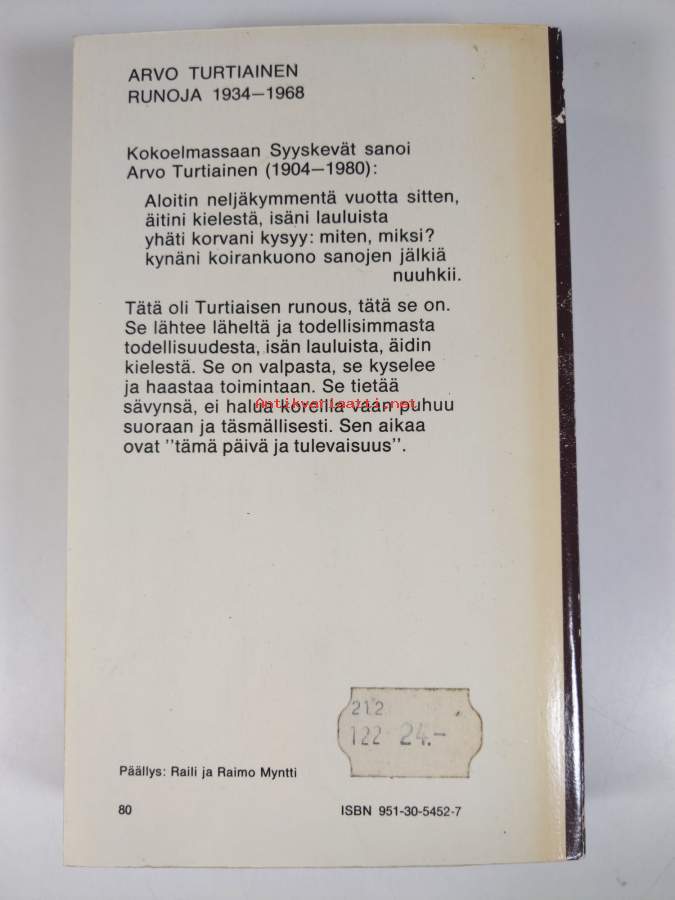 ARVO TURTIAINEN
RUNOJA 1934—1968
Kokoelmassaan Syyskevät sanoi
Arvo Turtiainen (1904—1980):
Aloitin neljäkymmentä vuotta sitten,
äitini kielestä, isäni lauluista
yhäti korvani kysyy: miten, miksi?
kynäni koirankuono sanojen jälkiä
nuuhkii.
Tätä oli Turtiaisen runous, tätä se on.
Se lähtee läheltä ja todellisimmasta
todellisuudesta, isän lauluista, äidin
kielestä. Se on valpasta, se kyselee
ja haastaa toimintaan. Se tietää
sävynsä, ei halua koreilla vaan puhuu
Antikvariaatti.net
suoraan ja täsmällisesti. Sen aikaa
ovat "tämä päivä ja tulevaisuus".
212
122 24.-
Päällys: Raili ja Raimo Myntti
80 ISBN 951-30-5452-7